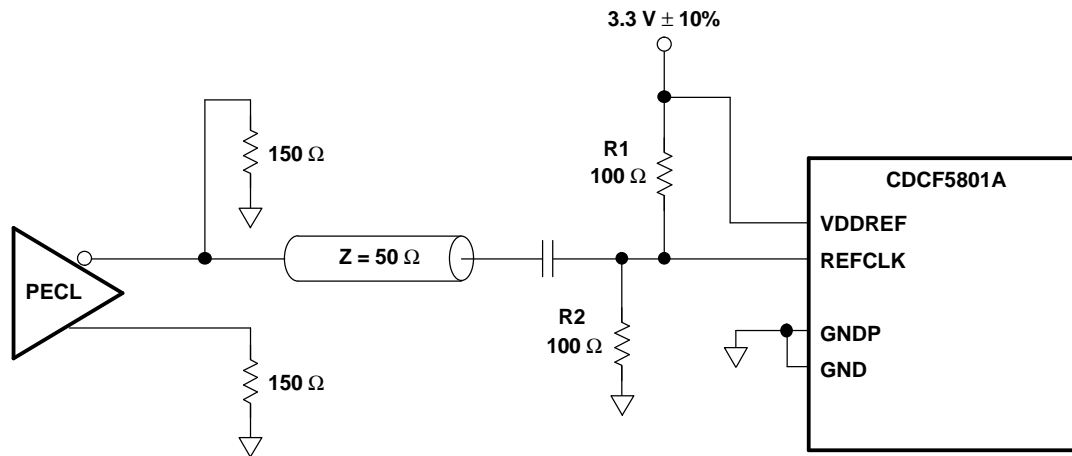 3.3 V ± 10%
150 Ω
R1
100 Ω
CDCF5801A
VDDREF
REFCLK
Z = 50 Ω
PECL
R2
100 Ω
GNDP
GND
150 Ω